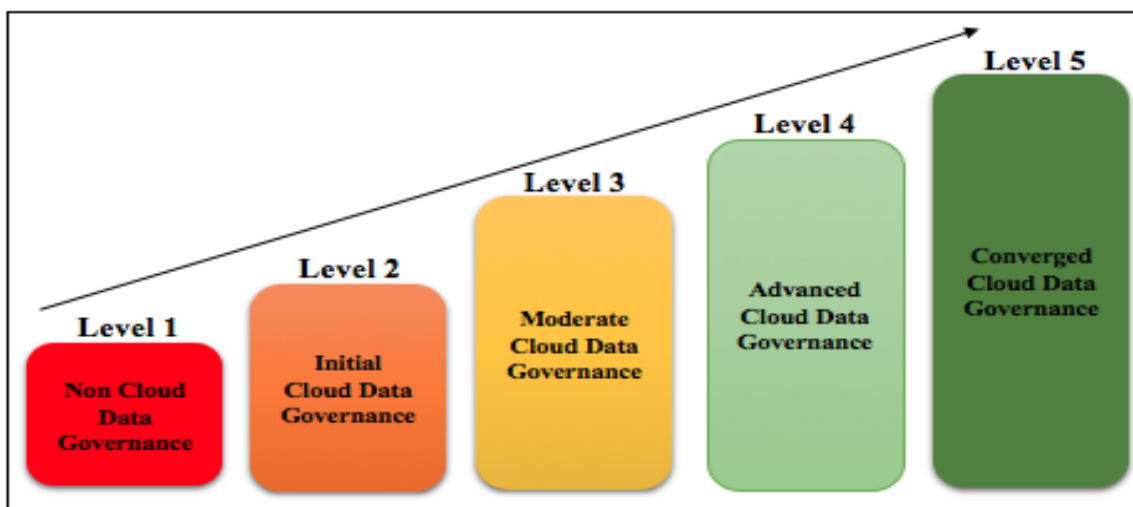 Level 1
Non Cloud
Data
Governance
Level 2
Initial
Cloud Data
Governance
Level 3
Moderate
Cloud Data
Governance
Level 4
Advanced
Cloud Data
Governance
Level 5
Converged
Cloud Data
Governance